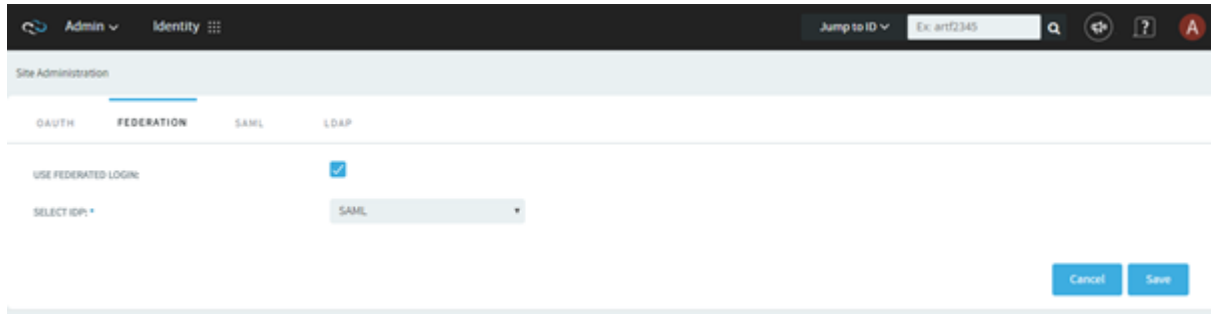 Admin Identity Jump to ID Ex: artf2345 ? A
Site Administration
OAUTH FEDERATION SAML LDAP
USE FEDERATED LOGIN:
SELECT IDP: * SAML
Cancel Save